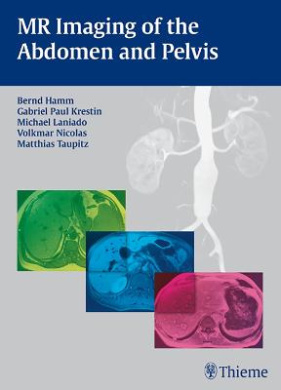 MR Imaging of the
Abdomen and Pelvis
Bernd Hamm
Gabriel Paul Krestin
Michael Laniado
Volkmar Nicolas
Matthias Taupitz
Thieme